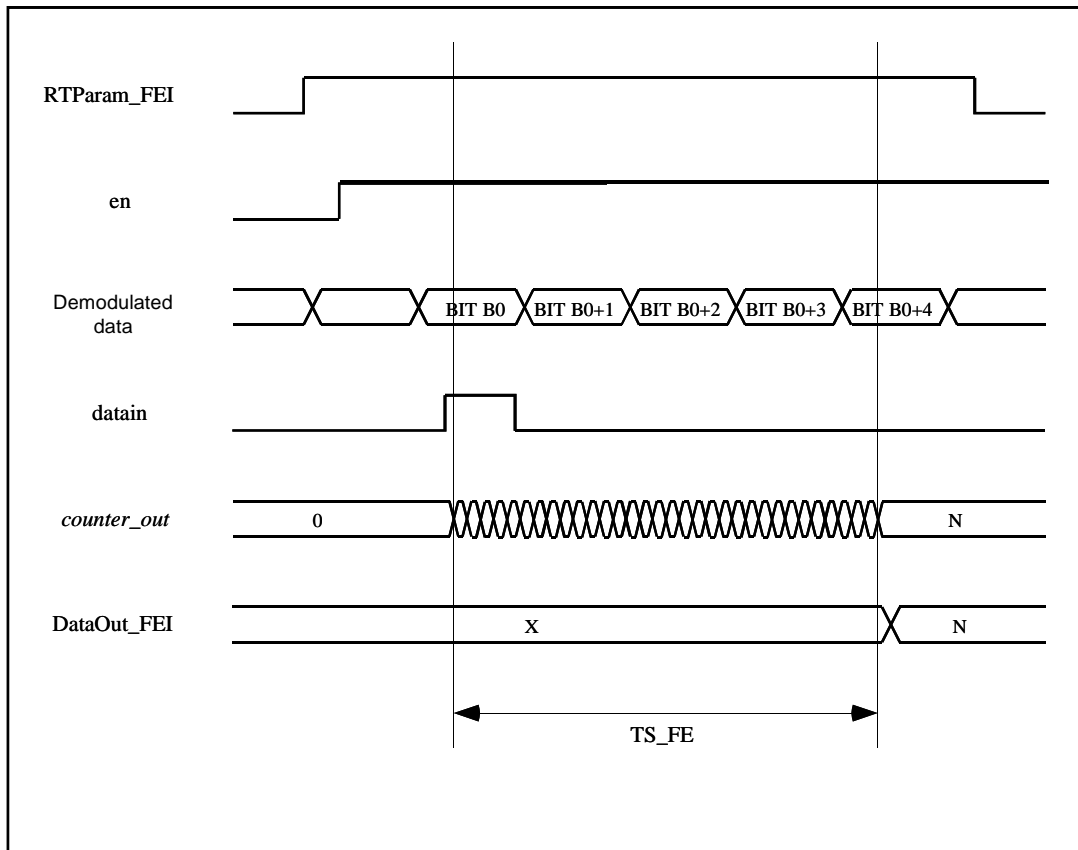 RTParam_FEI
en
Demodulated
data
BIT B0 BIT B0+1 BIT B0+2 BIT B0+3 BIT B0+4
datain
counter_out
0 N
DataOut_FEI
X N
TS_FE